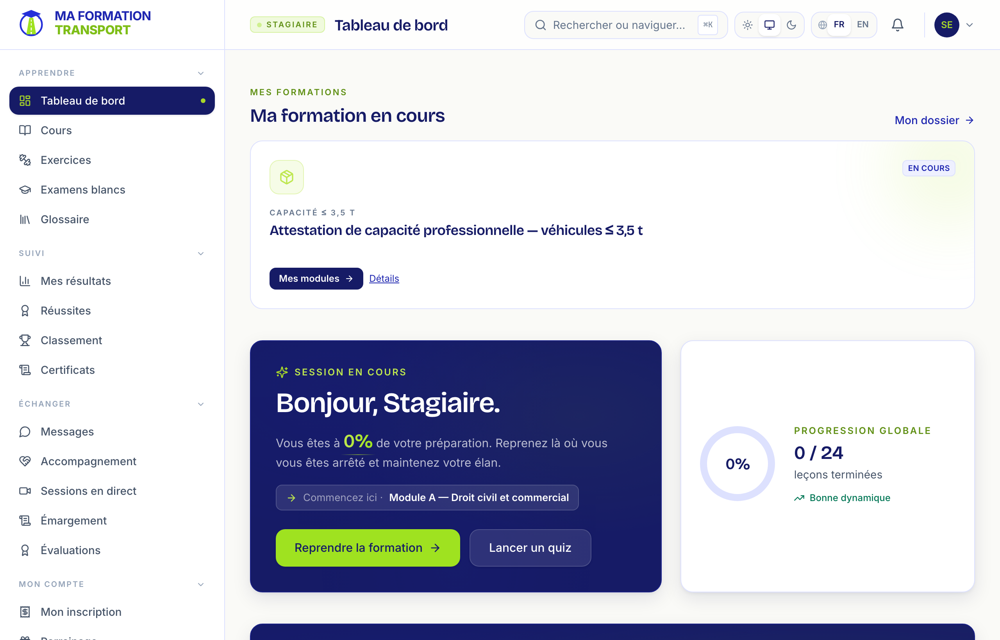 MA FORMATION
TRANSPORT
STAGIAIRE
Tableau de bord
Rechercher ou naviguer...
⌘K
FR
EN
SE
APPRENDRE
Tableau de bord
Cours
Exercices
Examens blancs
Glossaire
SUIVI
Mes résultats
Réussites
Classement
Certificats
ÉCHANGER
Messages
Accompagnement
Sessions en direct
Émargement
Évaluations
MON COMPTE
Mon inscription
MES FORMATIONS
Ma formation en cours
Mon dossier →
EN COURS
CAPACITÉ ≤ 3,5 T
Attestation de capacité professionnelle — véhicules ≤ 3,5 t
Mes modules →
Détails
SESSION EN COURS
Bonjour, Stagiaire.
Vous êtes à 0% de votre préparation. Reprenez là où vous
vous êtes arrêté et maintenez votre élan.
→ Commencez ici · Module A — Droit civil et commercial
Reprendre la formation →
Lancer un quiz
0%
PROGRESSION GLOBALE
0 / 24
leçons terminées
Bonne dynamique